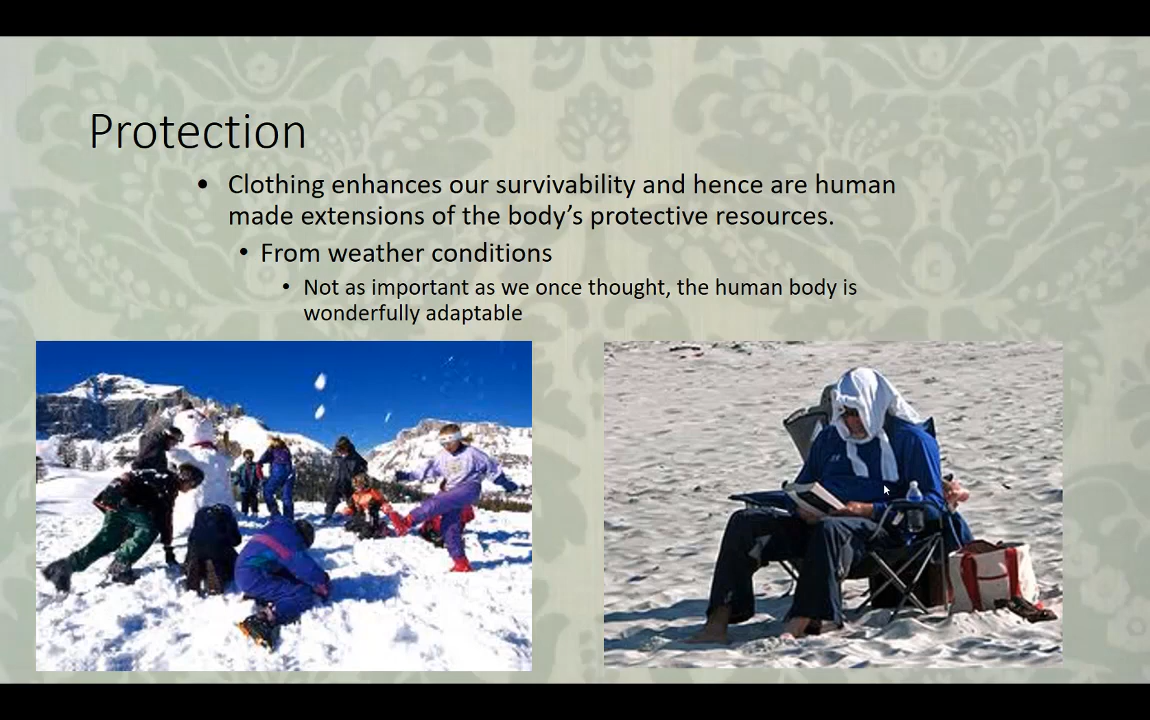 Protection
• Clothing enhances our survivability and hence are human
made extensions of the body’s protective resources.
• From weather conditions
• Not as important as we once thought, the human body is
wonderfully adaptable